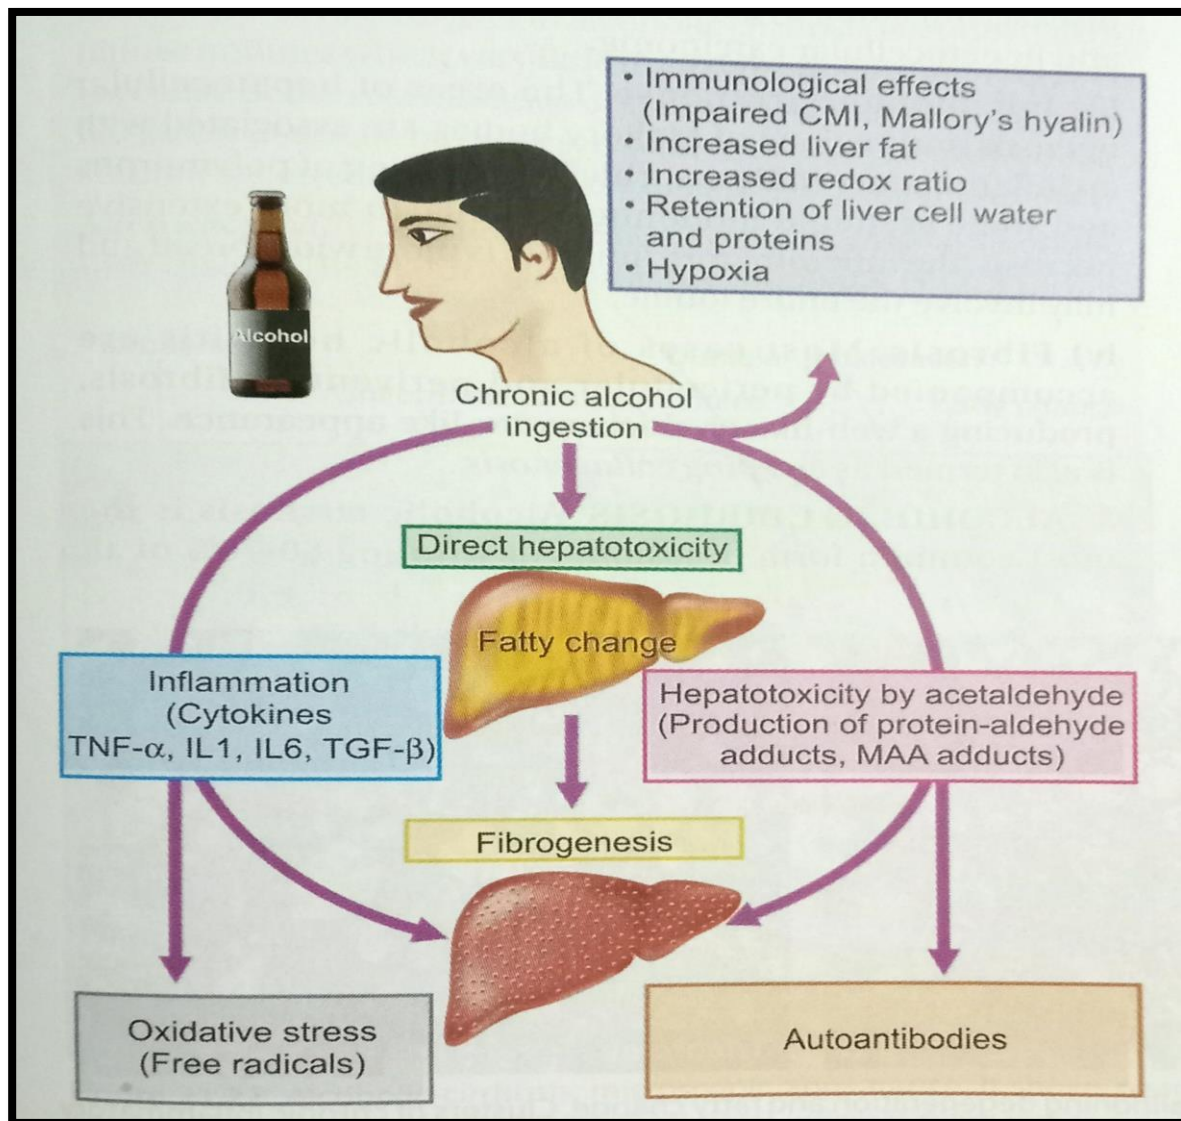 • Immunological effects
(Impaired CMI, Mallory's hyalin)
• Increased liver fat
• Increased redox ratio
• Retention of liver cell water
and proteins
• Hypoxia
Alcohol
Chronic alcohol
ingestion
Direct hepatotoxicity
Fatty change
Inflammation
(Cytokines
TNF-α, IL1, IL6, TGF-β)
Hepatotoxicity by acetaldehyde
(Production of protein-aldehyde
adducts, MAA adducts)
Fibrogenesis
Oxidative stress
(Free radicals)
Autoantibodies